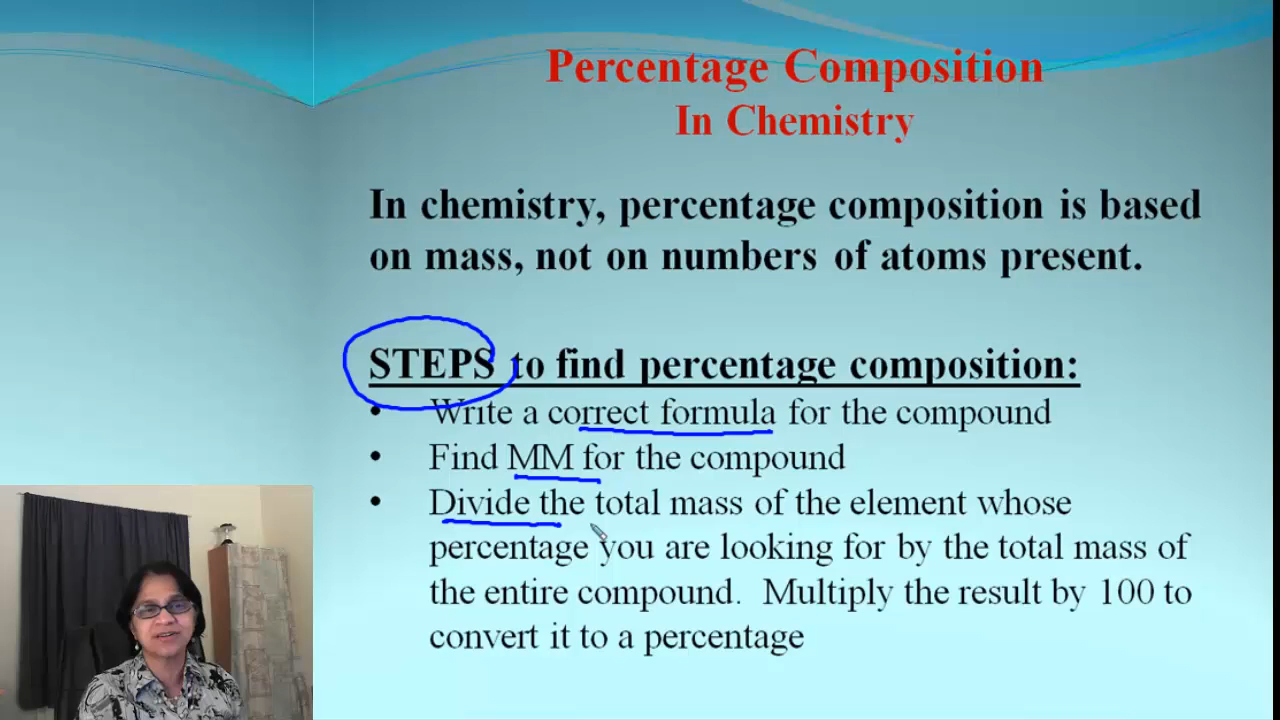 Percentage Composition
In Chemistry
In chemistry, percentage composition is based
on mass, not on numbers of atoms present.
STEPS to find percentage composition:
• Write a correct formula for the compound
• Find MM for the compound
• Divide the total mass of the element whose
percentage you are looking for by the total mass of
the entire compound. Multiply the result by 100 to
convert it to a percentage